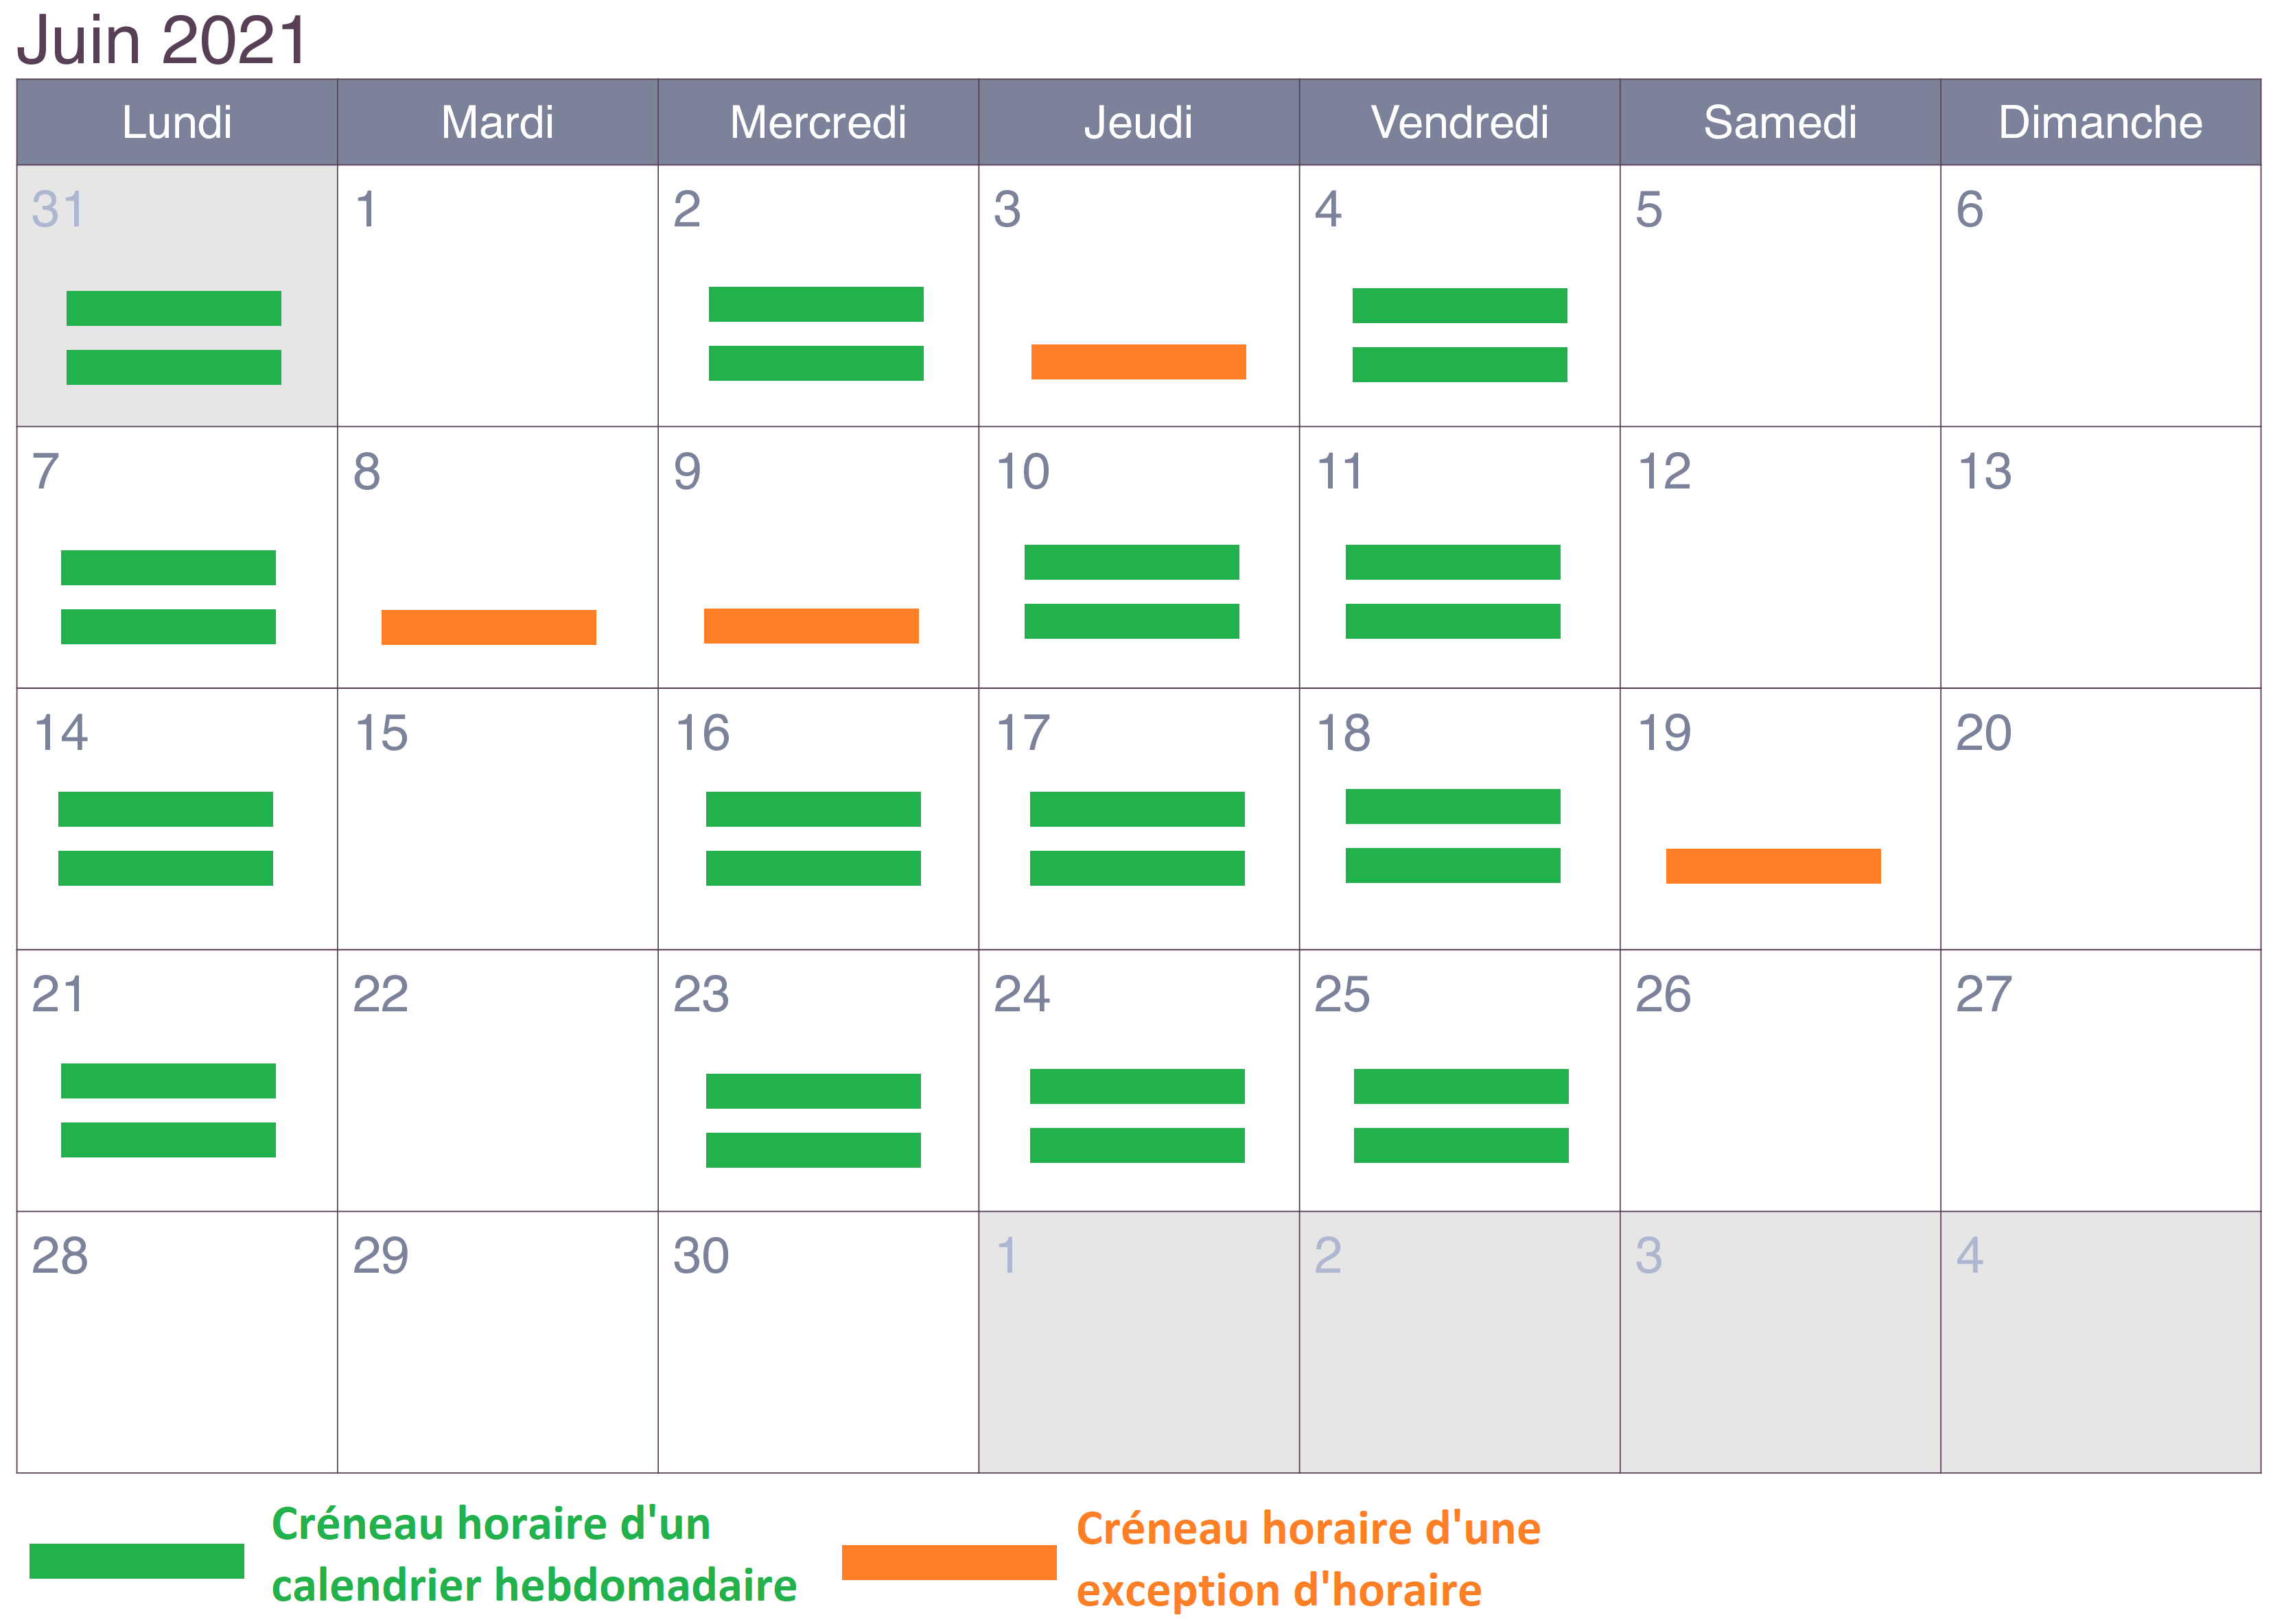 Juin 2021
Lundi Mardi Mercredi Jeudi Vendredi Samedi Dimanche
31 1 2 3 4 5 6
7 8 9 10 11 12 13
14 15 16 17 18 19 20
21 22 23 24 25 26 27
28 29 30 1 2 3 4
Créneau horaire d'un
calendrier hebdomadaire
Créneau horaire d'une
exception d'horaire